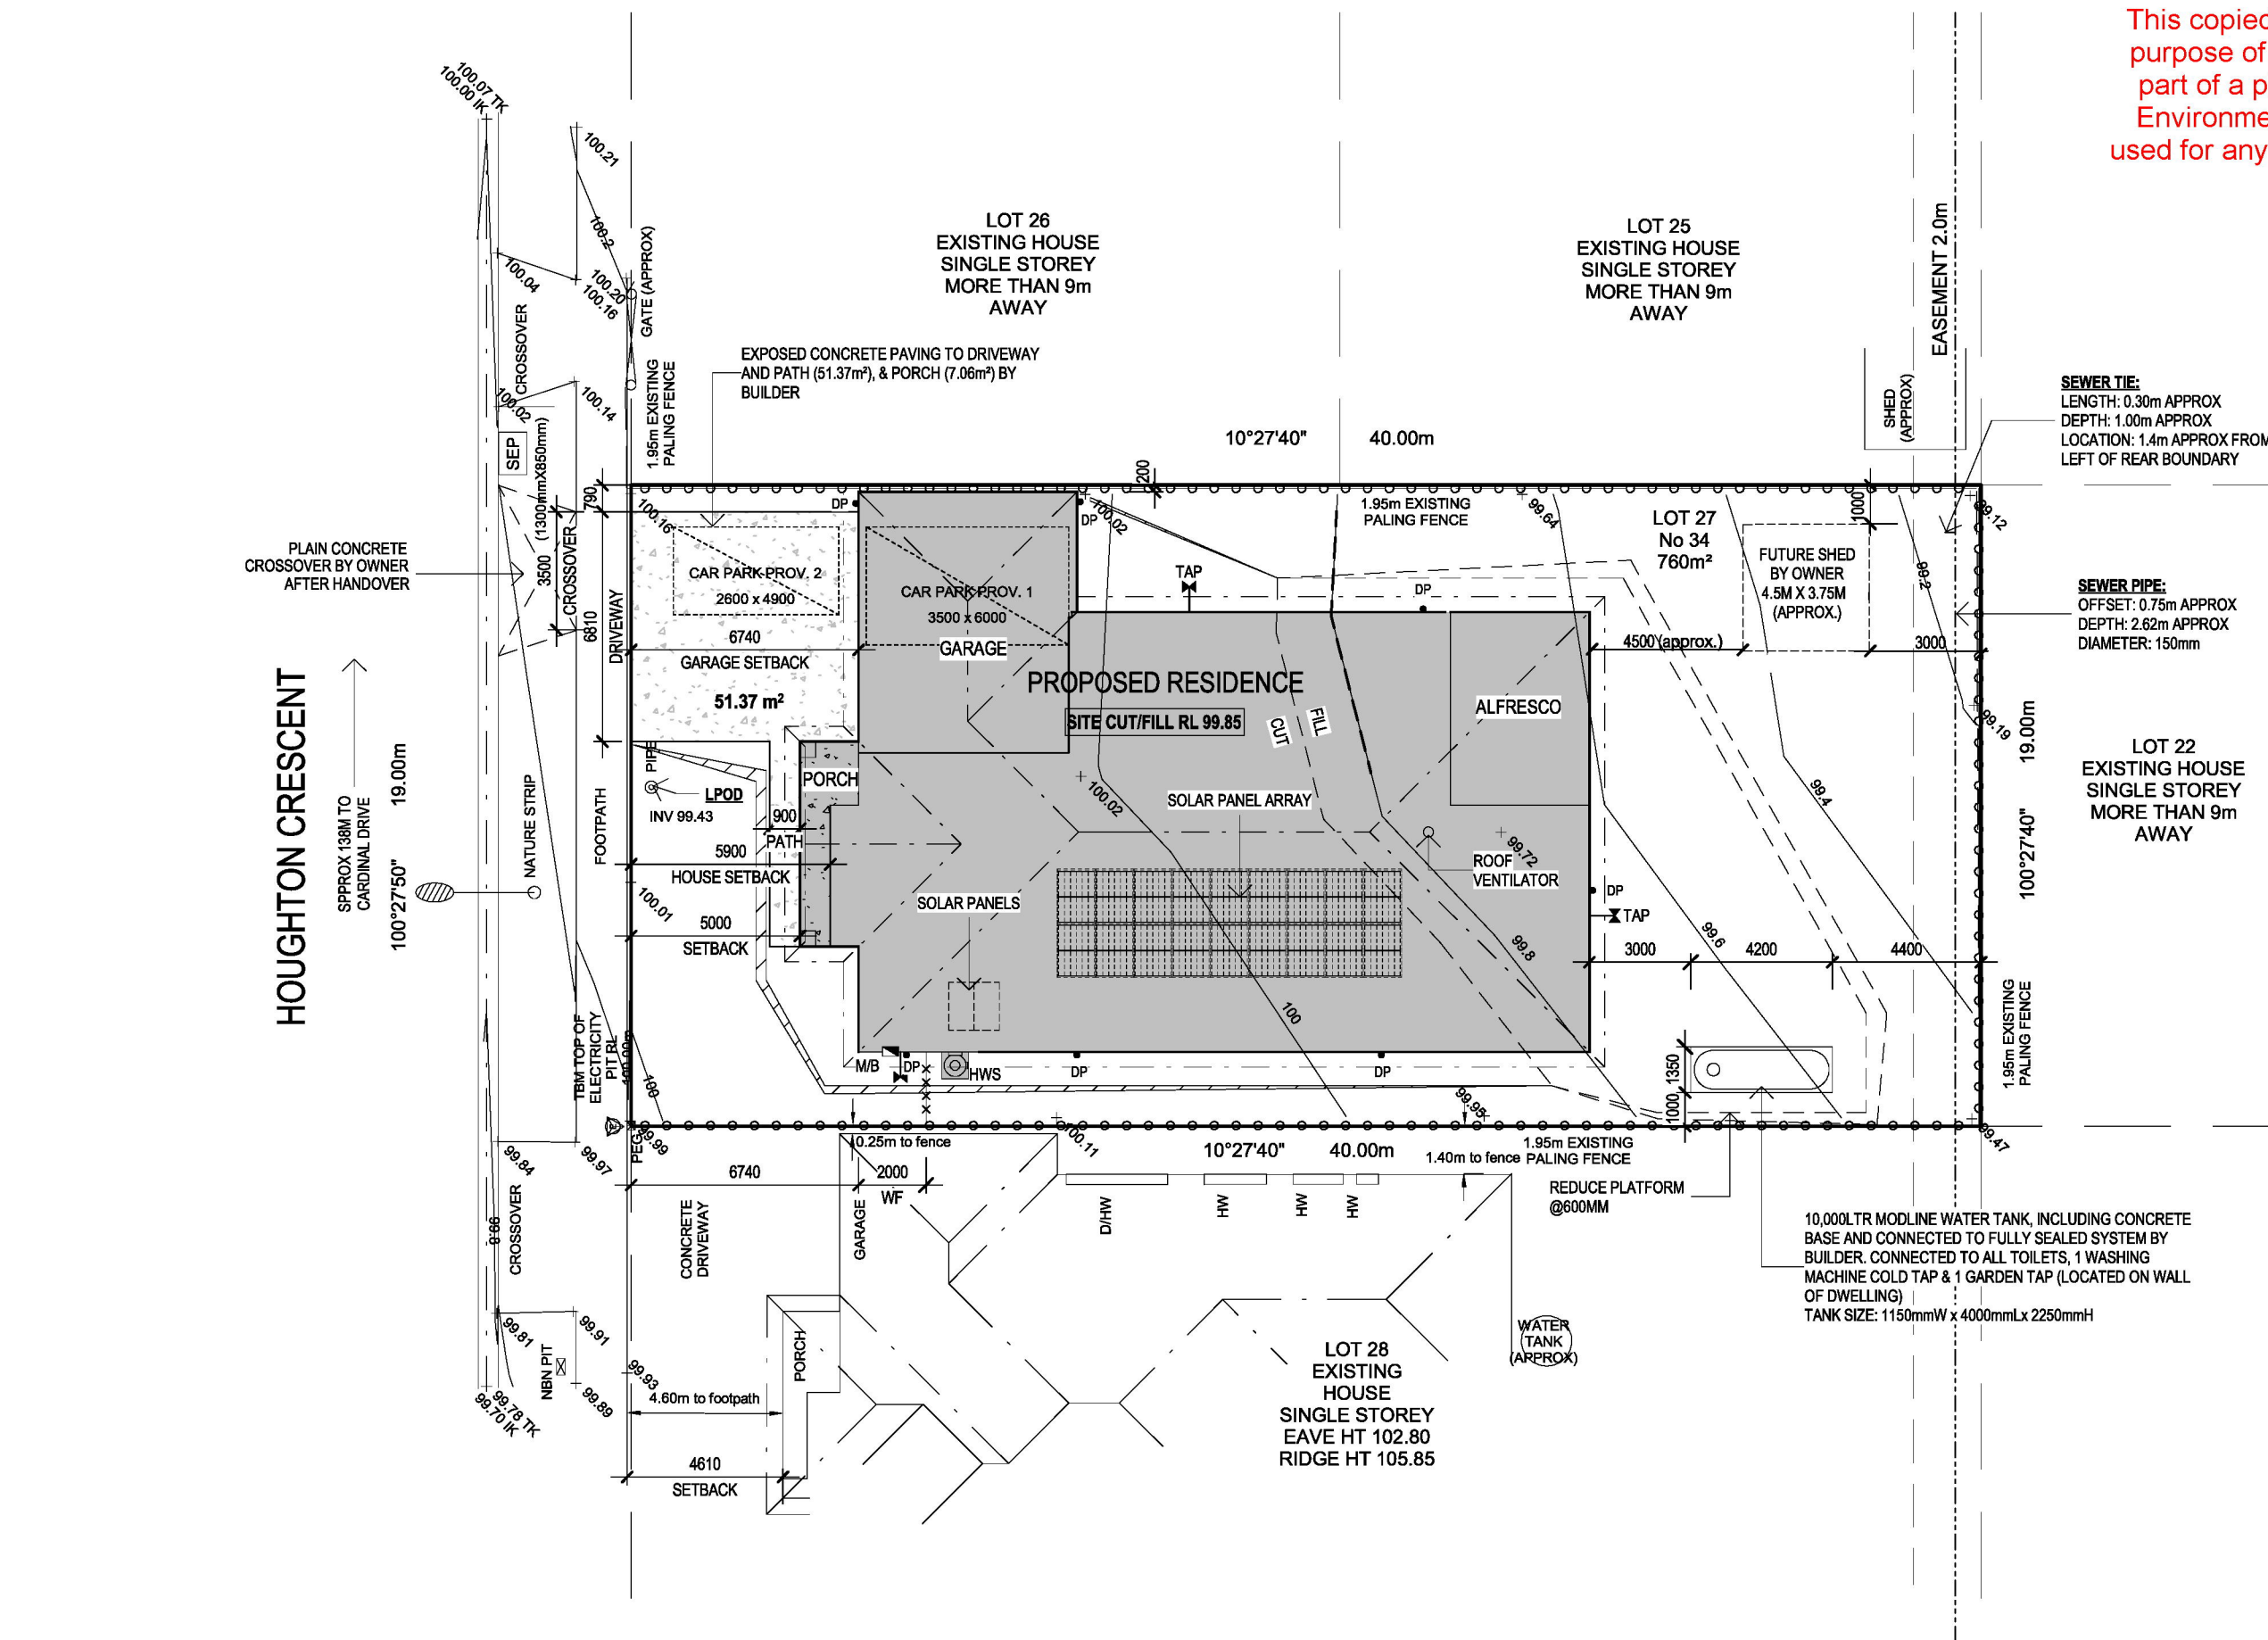 This copied
purpose of
part of a p
Environme
used for any
100.07 TK
100.00 IK
100.21
100.2
100.04
100.20
100.16
CROSSOVER
GATE (APPROX)
LOT 26
EXISTING HOUSE
SINGLE STOREY
MORE THAN 9m
AWAY
LOT 25
EXISTING HOUSE
SINGLE STOREY
MORE THAN 9m
AWAY
EASEMENT 2.0m
EXPOSED CONCRETE PAVING TO DRIVEWAY
AND PATH (51.37m²), & PORCH (7.06m²) BY
BUILDER
1.95m EXISTING
PALING FENCE
100.02
100.14
SEP
(1300mmX850mm)
SHED
(APPROX)
SEWER TIE:
LENGTH: 0.30m APPROX
DEPTH: 1.00m APPROX
LOCATION: 1.4m APPROX FROM
LEFT OF REAR BOUNDARY
10°27'40"
40.00m
200
790
100.16
DP
DP
100.02
1.95m EXISTING
PALING FENCE
99.64
LOT 27
No 34
760m²
1000
99.12
PLAIN CONCRETE
CROSSOVER BY OWNER
AFTER HANDOVER
3500
CROSSOVER
6810
DRIVEWAY
CAR PARK PROV. 2
2600 x 4900
6740
GARAGE SETBACK
51.37 m²
CAR PARK PROV. 1
3500 x 6000
GARAGE
TAP
DP
FUTURE SHED
BY OWNER
4.5M X 3.75M
(APPROX.)
99.2
SEWER PIPE:
OFFSET: 0.75m APPROX
DEPTH: 2.62m APPROX
DIAMETER: 150mm
4500 (approx.)
3000
PROPOSED RESIDENCE
SITE CUT/FILL RL 99.85
CUT
FILL
ALFRESCO
99.19
HOUGHTON CRESCENT
SPPROX 138M TO
CARDINAL DRIVE
100°27'50"
19.00m
NATURE STRIP
FOOTPATH
PIPE
LPOD
INV 99.43
PORCH
900
PATH
5900
HOUSE SETBACK
100.01
5000
SETBACK
100.02
SOLAR PANEL ARRAY
SOLAR PANELS
99.72
ROOF
VENTILATOR
DP
TAP
99.4
19.00m
100°27'40"
LOT 22
EXISTING HOUSE
SINGLE STOREY
MORE THAN 9m
AWAY
99.8
99.6
3000
4200
4400
100
TBM TOP OF
ELECTRICITY
PIT RL
100.00m
100
M/B
DP
HWS
DP
DP
1350
1000
1.95m EXISTING
PALING FENCE
PEG
99.99
99.84
99.97
0.25m to fence
100.11
10°27'40"
40.00m
99.95
1.40m to fence
1.95m EXISTING
PALING FENCE
99.47
6740
2000
WF
D/HW
HW
HW
HW
REDUCE PLATFORM
@600MM
99.8
CROSSOVER
CONCRETE
DRIVEWAY
GARAGE
10,000LTR MODLINE WATER TANK, INCLUDING CONCRETE
BASE AND CONNECTED TO FULLY SEALED SYSTEM BY
BUILDER. CONNECTED TO ALL TOILETS, 1 WASHING
MACHINE COLD TAP & 1 GARDEN TAP (LOCATED ON WALL
OF DWELLING)
TANK SIZE: 1150mmW x 4000mmLx 2250mmH
99.81
99.91
NBN PIT
99.93
99.89
99.78 TK
99.70 IK
4.60m to footpath
PORCH
4610
SETBACK
WATER
TANK
(APPROX)
LOT 28
EXISTING
HOUSE
SINGLE STOREY
EAVE HT 102.80
RIDGE HT 105.85